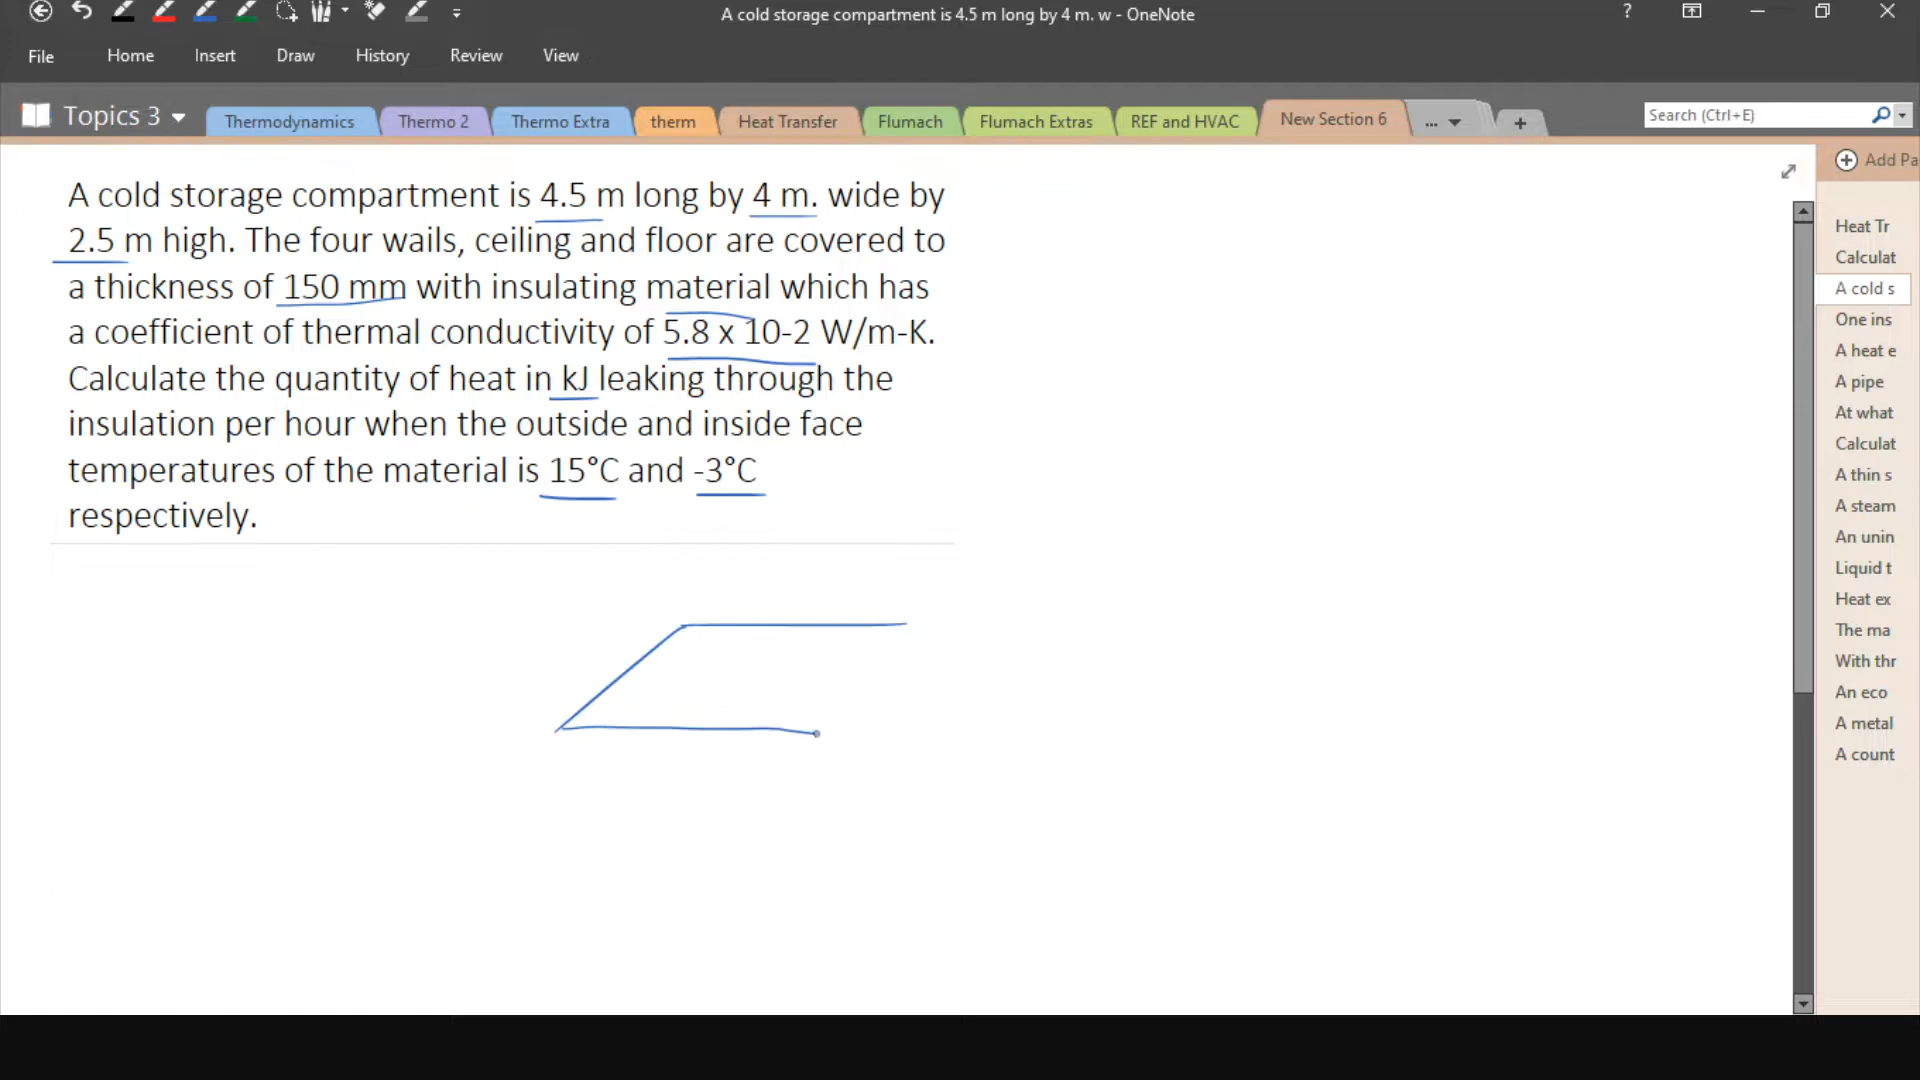 A cold storage compartment is 4.5 m long by 4 m. w - OneNote
?
File Home Insert Draw History Review View
Topics 3 Thermodynamics Thermo 2 Thermo Extra therm Heat Transfer Flumach Flumach Extras REF and HVAC New Section 6 ... + Search (Ctrl+E)
Add Pa
A cold storage compartment is 4.5 m long by 4 m. wide by
2.5 m high. The four wails, ceiling and floor are covered to
a thickness of 150 mm with insulating material which has
a coefficient of thermal conductivity of 5.8 x 10-2 W/m-K.
Calculate the quantity of heat in kJ leaking through the
insulation per hour when the outside and inside face
temperatures of the material is 15°C and -3°C
respectively.
Heat Tr
Calculat
A cold s
One ins
A heat e
A pipe
At what
Calculat
A thin s
A steam
An unin
Liquid t
Heat ex
The ma
With thr
An eco
A metal
A count